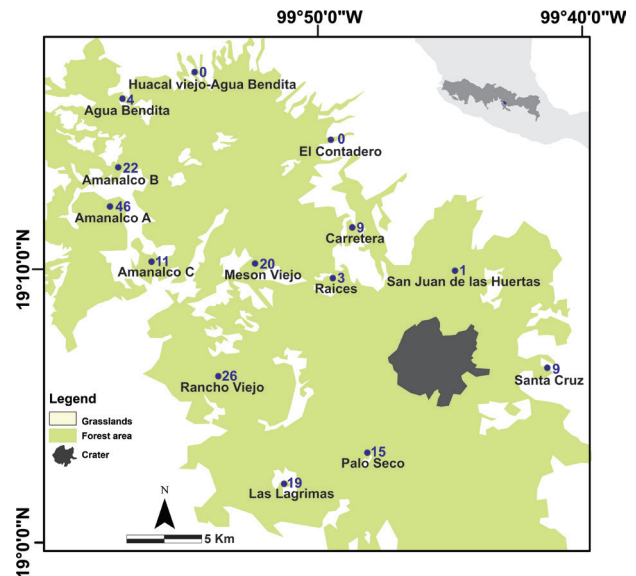 99°50'0"W
99°40'0"W
0
Huacal viejo-Agua Bendita
4
Agua Bendita
0
El Contadero
22
Amanalco B
46
Amanalco A
9
Carretera
11
Amanalco C
20
Meson Viejo
3
Raices
1
San Juan de las Huertas
19°10'0"N
26
Rancho Viejo
9
Santa Cruz
Legend
Grasslands
Forest area
Crater
15
Palo Seco
19
Las Lagrimas
N
5 Km
19°0'0"N